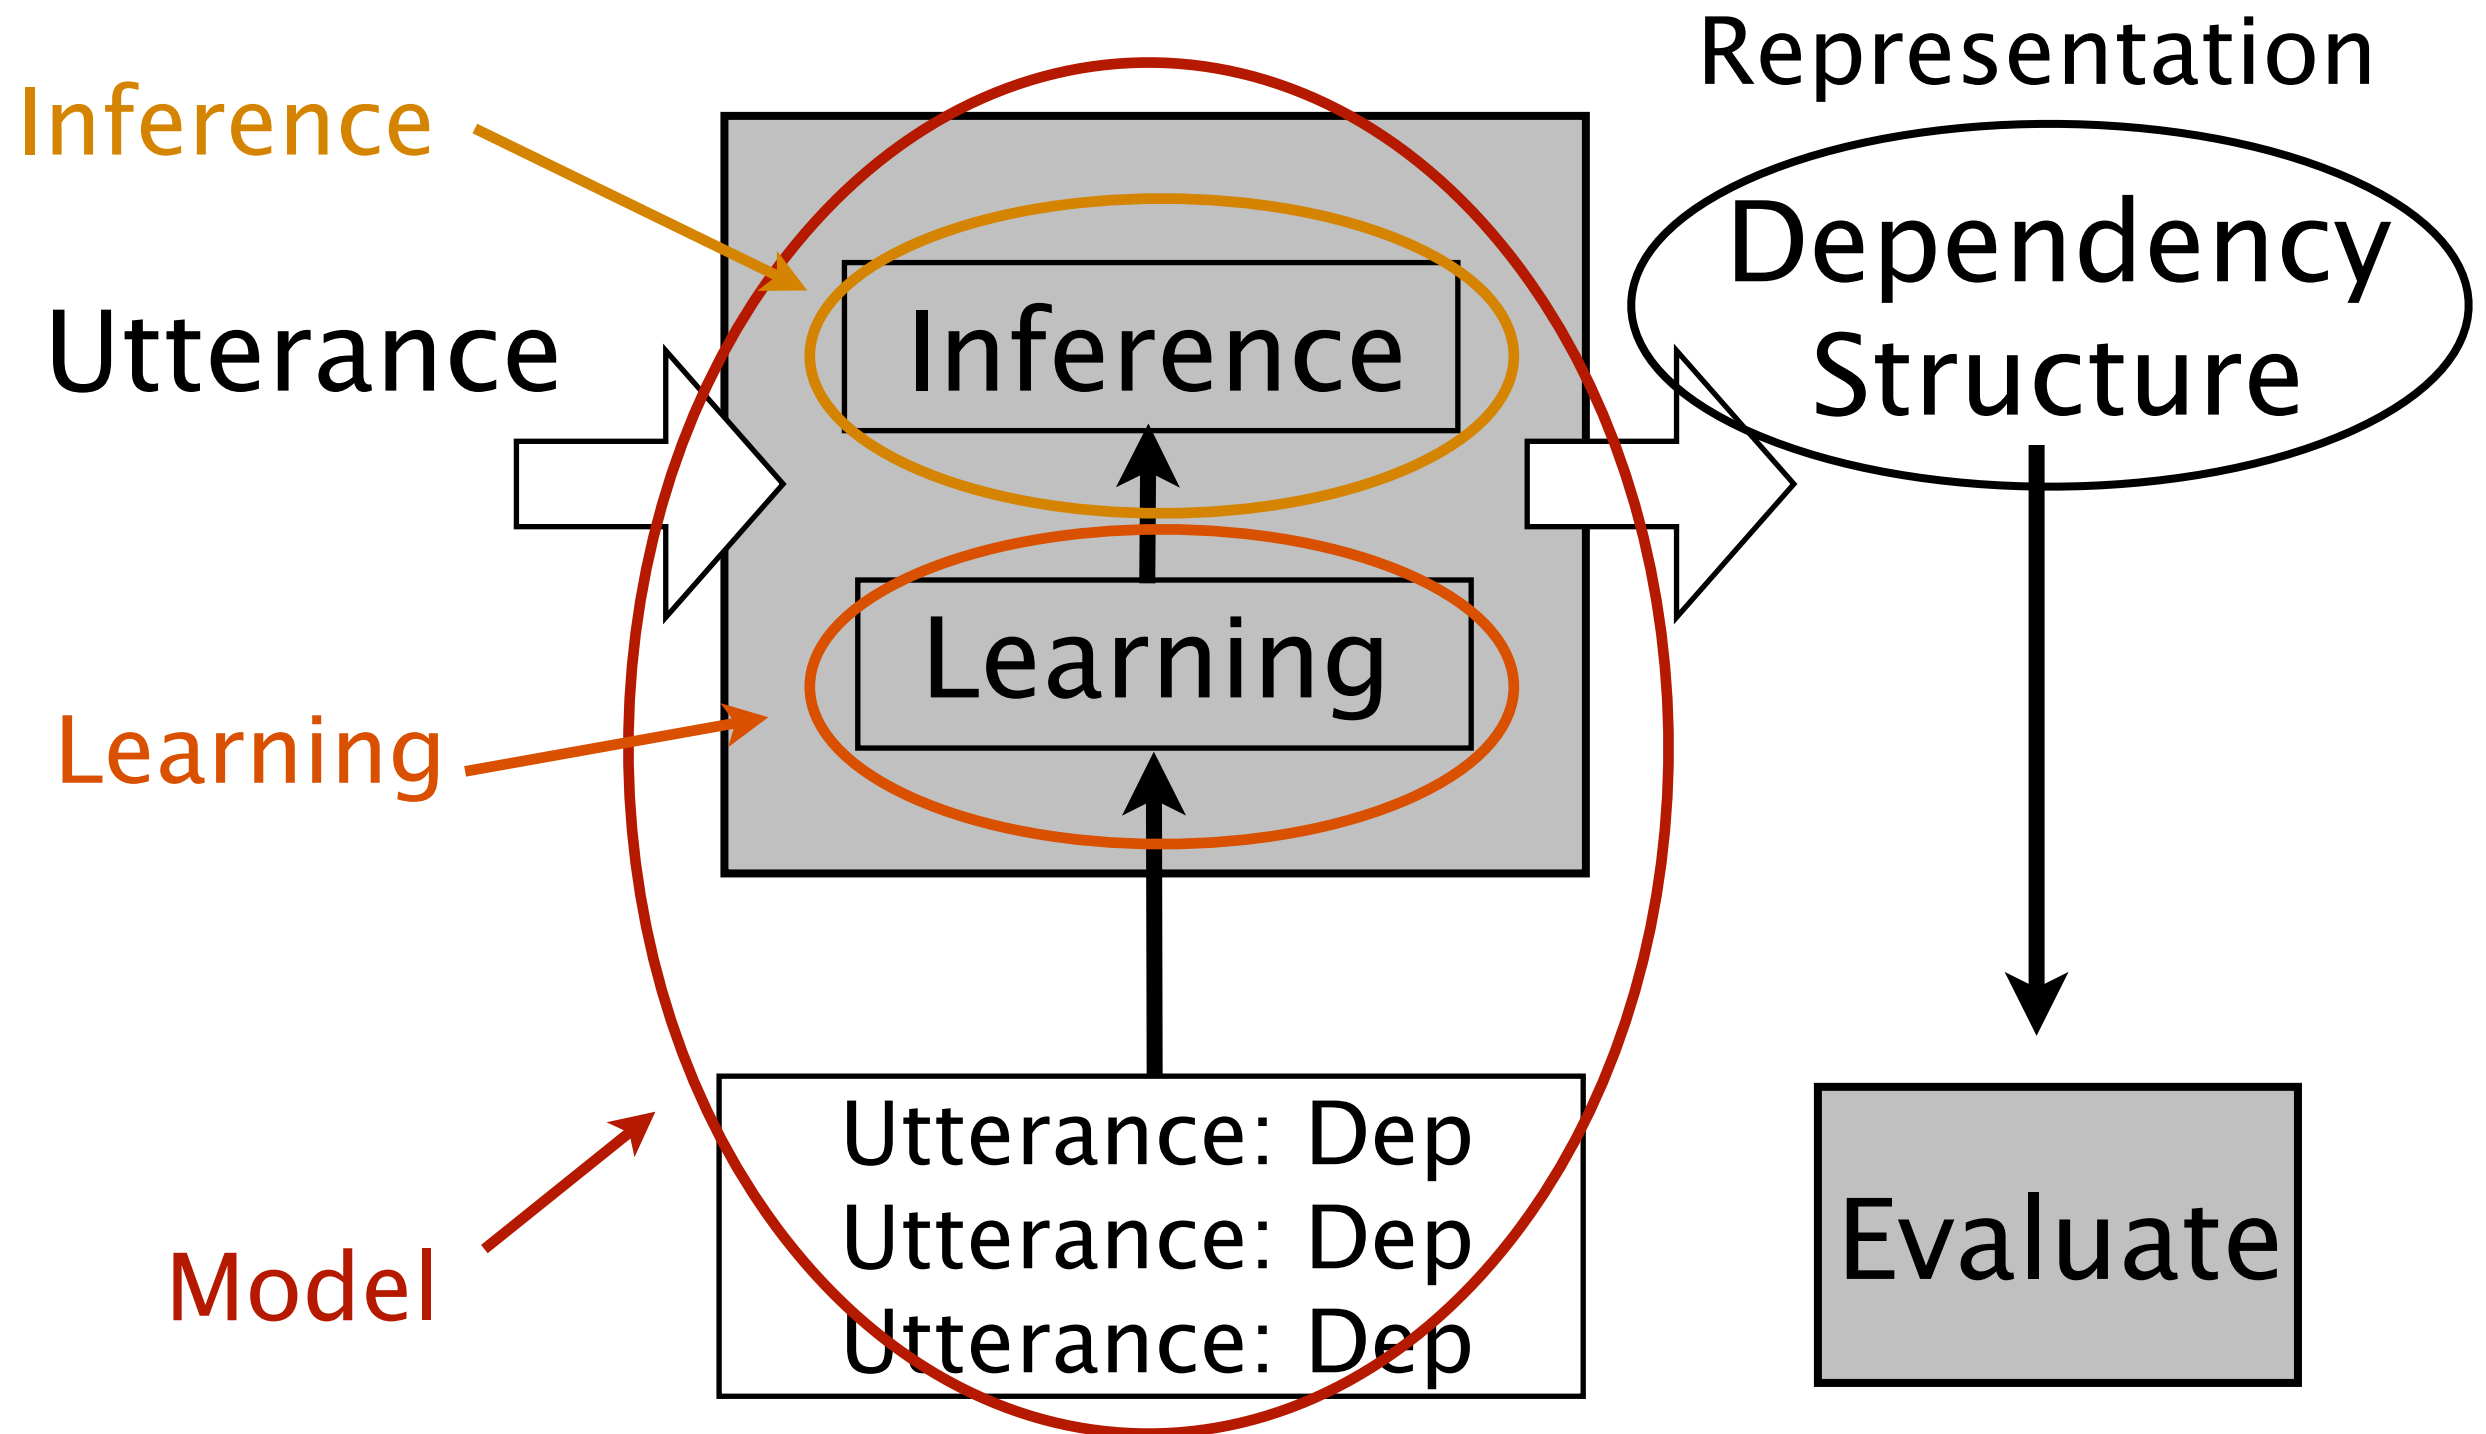 Representation
Inference
Dependency
Structure
Utterance
Inference
Learning
Learning
Utterance: Dep
Utterance: Dep
Utterance: Dep
Model
Evaluate